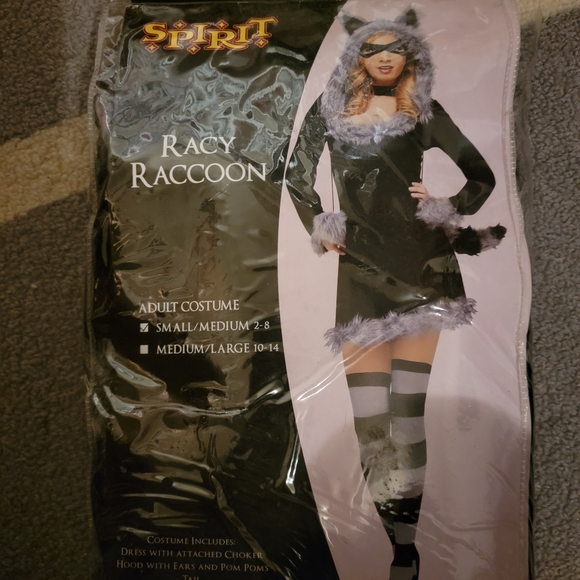 SPIRIT
RACY
RACCOON
ADULT COSTUME
SMALL/MEDIUM 2-8
MEDIUM/LARGE 10-14
COSTUME INCLUDES:
DRESS WITH ATTACHED CHOKER
HOOD WITH EARS AND POM POMS
TAIL